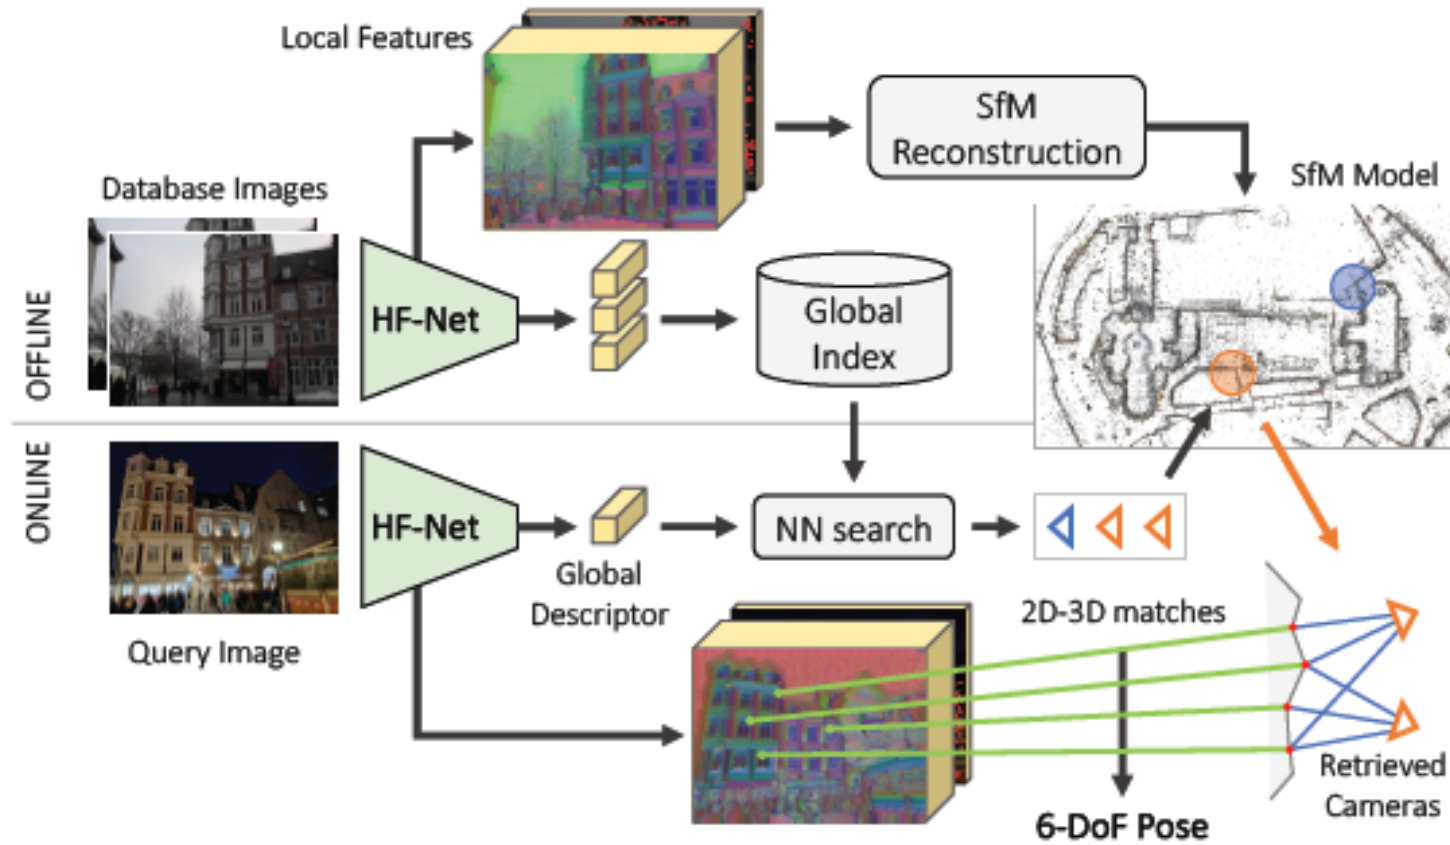 Local Features
SfM
Reconstruction
Database Images
SfM Model
OFFLINE
HF-Net
Global
Index
ONLINE
HF-Net
NN search
Global
Descriptor
2D-3D matches
Query Image
Retrieved
Cameras
6-DoF Pose